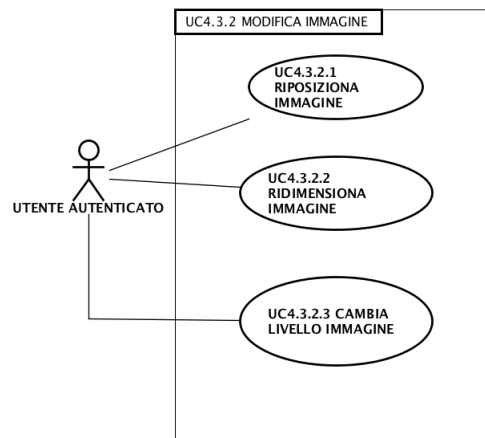 UC4.3.2 MODIFICA IMMAGINE
UC4.3.2.1
RIPOSIZIONA
IMMAGINE
UTENTE AUTENTICATO
UC4.3.2.2
RIDIMENSIONA
IMMAGINE
UC4.3.2.3 CAMBIA
LIVELLO IMMAGINE